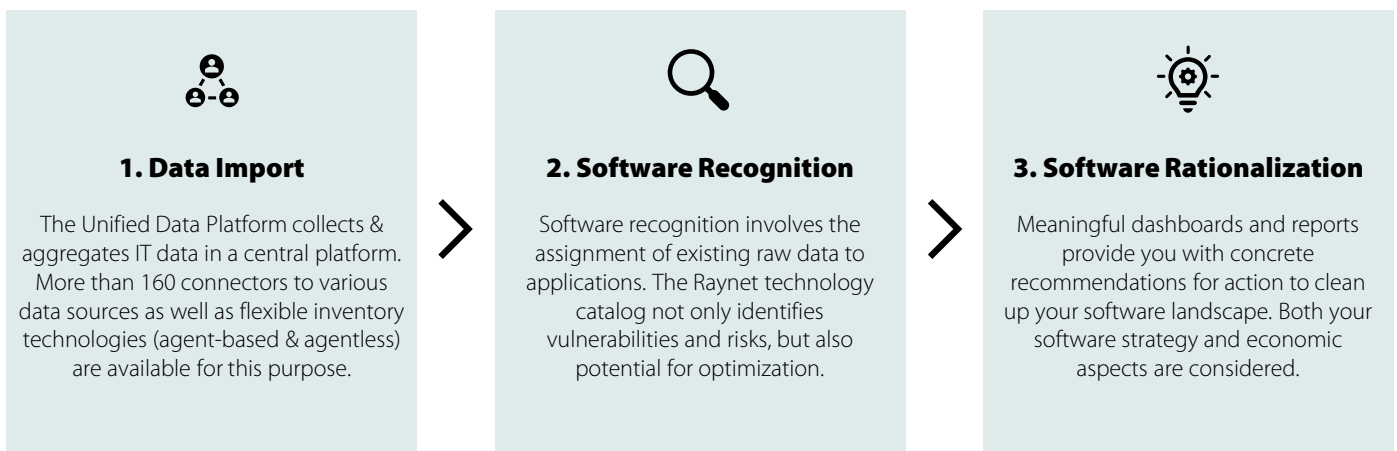 1. Data Import
The Unified Data Platform collects &
aggregates IT data in a central platform.
More than 160 connectors to various
data sources as well as flexible inventory
technologies (agent-based & agentless)
are available for this purpose.
2. Software Recognition
Software recognition involves the
assignment of existing raw data to
applications. The Raynet technology
catalog not only identifies
vulnerabilities and risks, but also
potential for optimization.
3. Software Rationalization
Meaningful dashboards and reports
provide you with concrete
recommendations for action to clean
up your software landscape. Both your
software strategy and economic
aspects are considered.